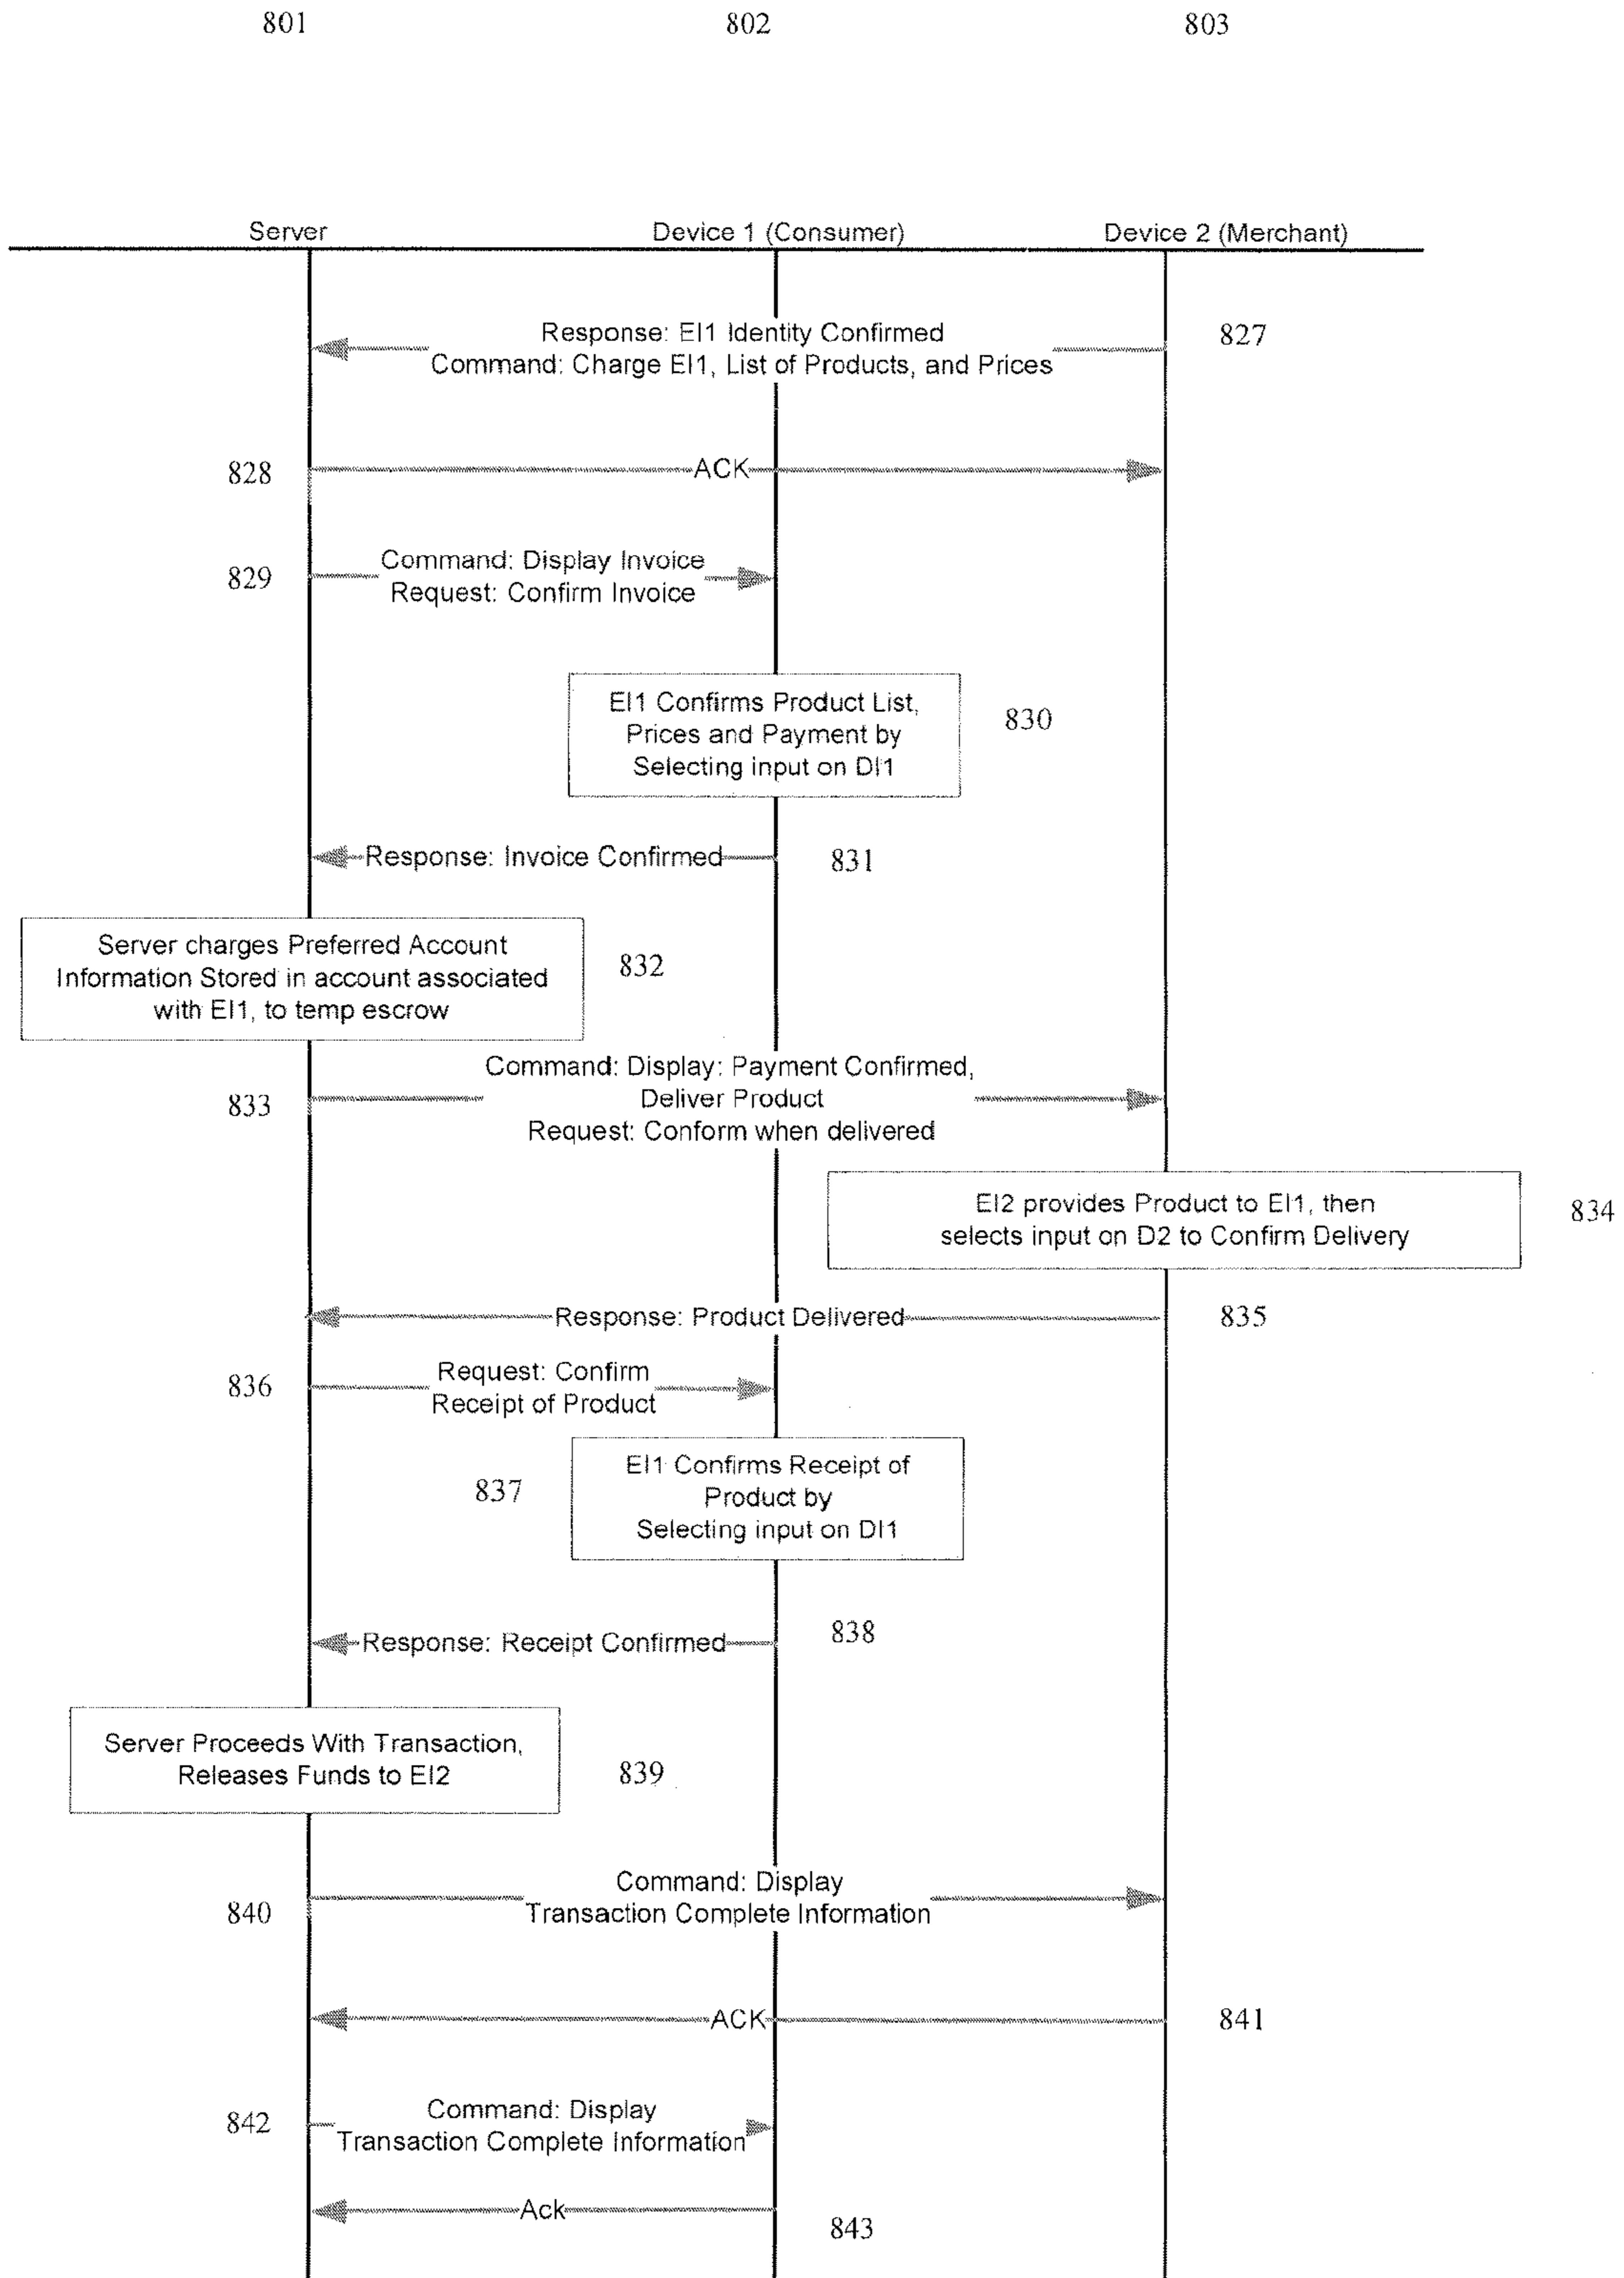 801 802 803
Server Device 1 (Consumer) Device 2 (Merchant)
Response: EI1 Identity Confirmed
827
Command: Charge EI1, List of Products, and Prices
828 ACK
Command: Display Invoice
829
Request: Confirm Invoice
EI1 Confirms Product List,
830
Prices and Payment by
Selecting input on DI1
Response: Invoice Confirmed 831
Server charges Preferred Account
832
Information Stored in account associated
with EI1, to temp escrow
Command: Display: Payment Confirmed,
833
Deliver Product
Request: Conform when delivered
EI2 provides Product to EI1, then
834
selects input on D2 to Confirm Delivery
Response: Product Delivered 835
Request: Confirm
836
Receipt of Product
EI1 Confirms Receipt of
837
Product by
Selecting input on DI1
Response: Receipt Confirmed 838
Server Proceeds With Transaction,
839
Releases Funds to EI2
Command: Display
840
Transaction Complete Information
ACK 841
Command: Display
842
Transaction Complete Information
Ack
843